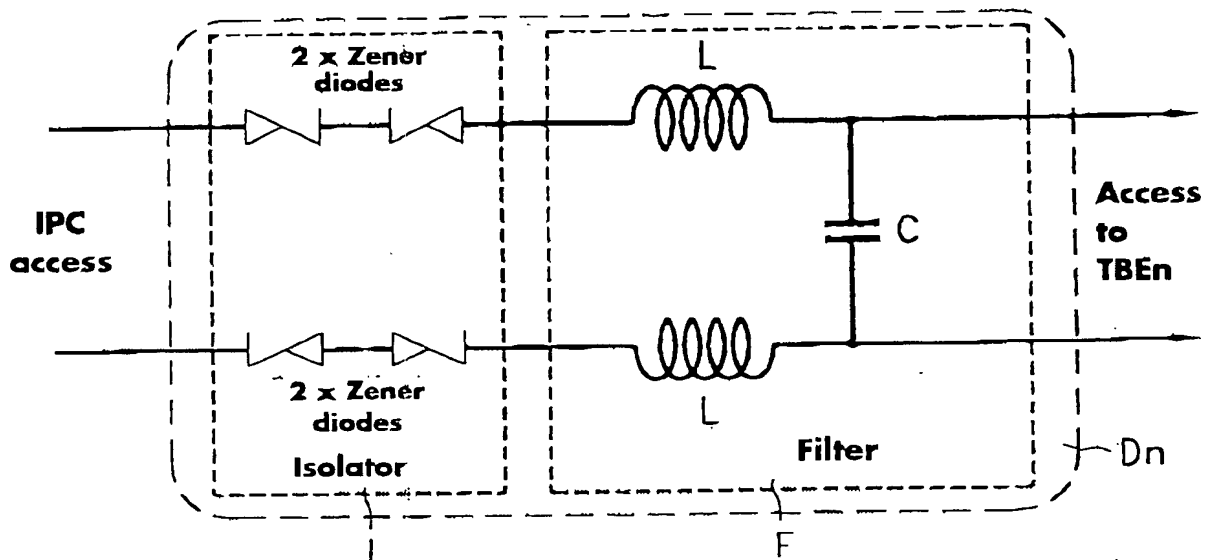 2 x Zener
diodes
L
IPC
access
C
Access
to
TBEn
2 x Zener
diodes
L
Isolator
Filter
Dn
I
F